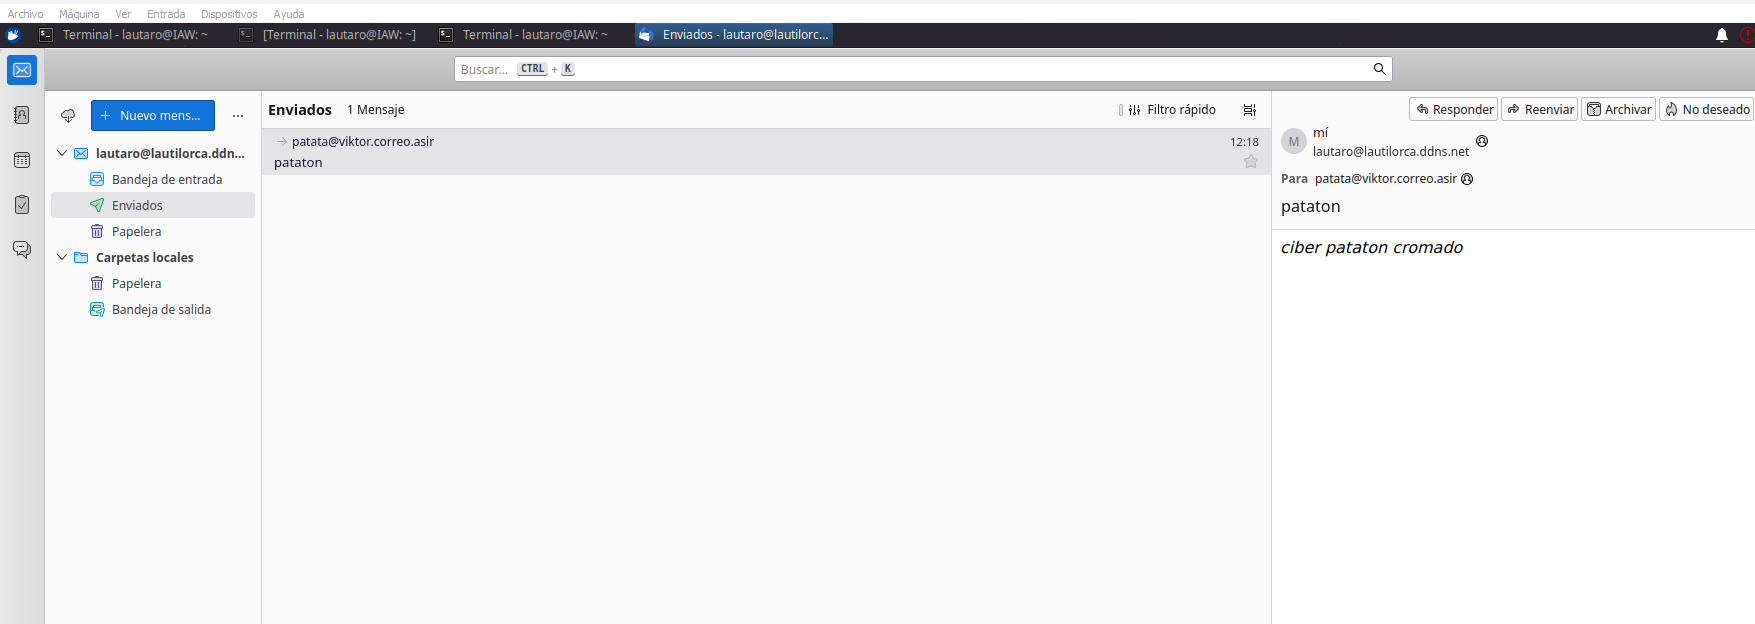 Archivo Máquina Ver Entrada Dispositivos Ayuda
Terminal - lautaro@IAW: ~ [Terminal - lautaro@IAW: ~] Terminal - lautaro@IAW: ~ Enviados - lautaro@lautilorc...
Buscar... CTRL + K
Nuevo mens... ...
lautaro@lautilorca.ddn...
Bandeja de entrada
Enviados
Papelera
Carpetas locales
Papelera
Bandeja de salida
Enviados 1 Mensaje Filtro rápido
patata@viktor.correo.asir 12:18
pataton
Responder Reenviar Archivar No deseado
M mí
lautaro@lautilorca.ddns.net
Para patata@viktor.correo.asir
pataton
ciber pataton cromado